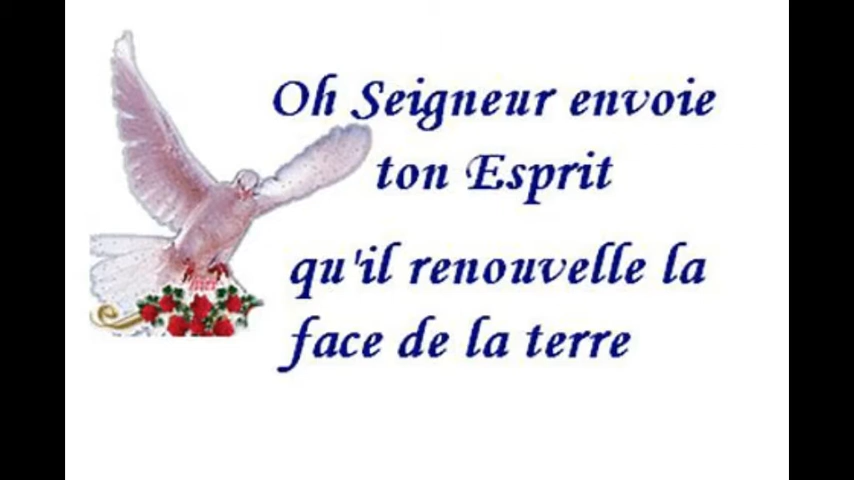 Oh Seigneur envoie
ton Esprit
qu'il renouvelle la
face de la terre